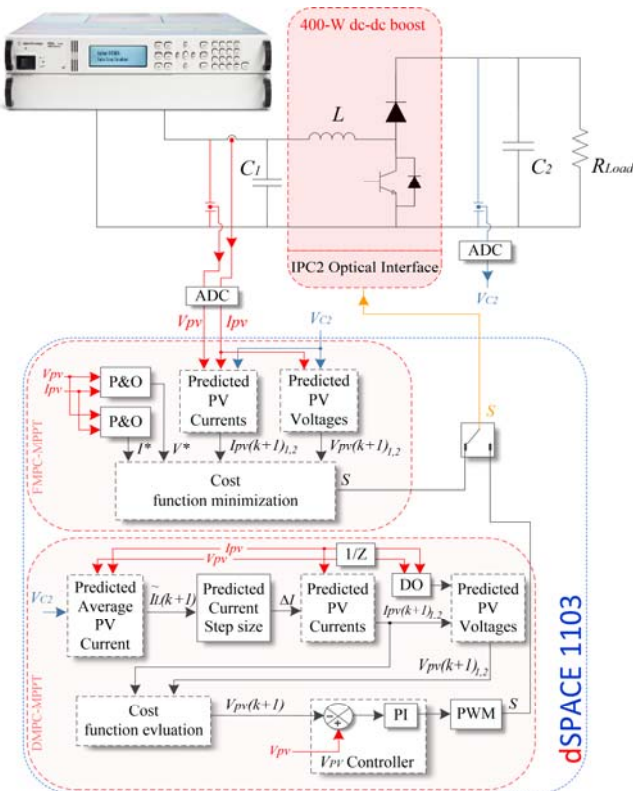 400-W dc-dc boost
L
C1
C2
RLoad
IPC2 Optical Interface
ADC
VC2
ADC
Vpv
Ipv
VC2
FMPC-MPPT
Vpv
Ipv
P&O
P&O
Predicted
PV
Currents
Predicted
PV
Voltages
S
I*
V*
Ipv(k+1)1,2
Vpv(k+1)1,2
Cost
function minimization
S
DMPC-MPPT
Ipv
Vpv
1/Z
DO
VC2
Predicted
Average
PV
Current
~
IL(k+1)
Predicted
Current
Step size
ΔI
Predicted
PV
Currents
Ipv(k+1)1,2
Predicted
PV
Voltages
Vpv(k+1)1,2
Cost
function evluation
Vpv(k+1)
Vpv
PI
VPV Controller
PWM
S
dSPACE 1103